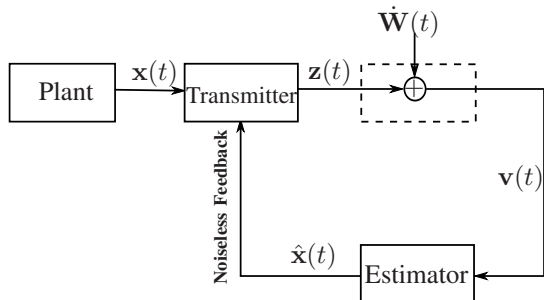 Ẇ(t)
Plant
x(t)
Transmitter
z(t)
Noiseless Feedback
v(t)
x̂(t)
Estimator